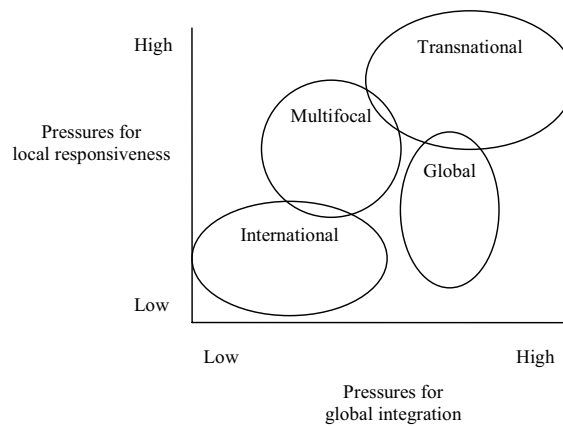 High
Transnational
Multifocal
Pressures for
local responsiveness
Global
International
Low
Low
High
Pressures for
global integration